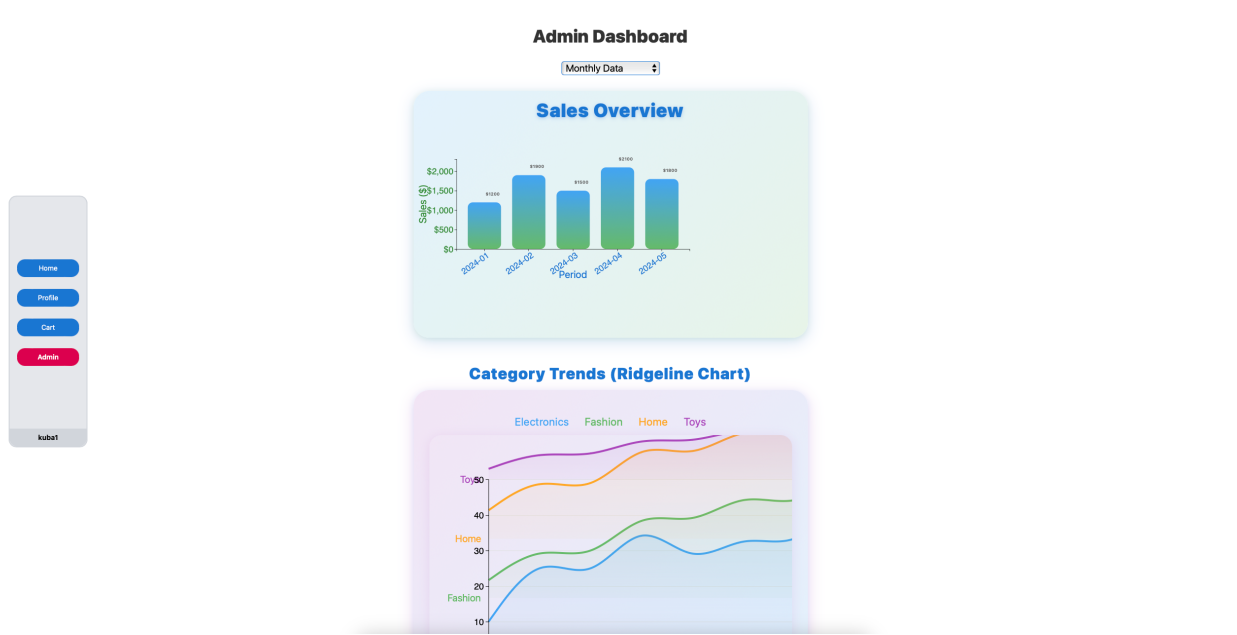 Admin Dashboard
Monthly Data
Sales Overview
$2100
$1900
$1800
$1500
$1200
$2,000
$1,500
$1,000
$500
$0
Sales ($)
2024-01 2024-02 2024-03 2024-04 2024-05
Period
Home
Profile
Cart
Admin
kuba1
Category Trends (Ridgeline Chart)
Electronics Fashion Home Toys
Toys
50
40
Home
30
20
Fashion
10